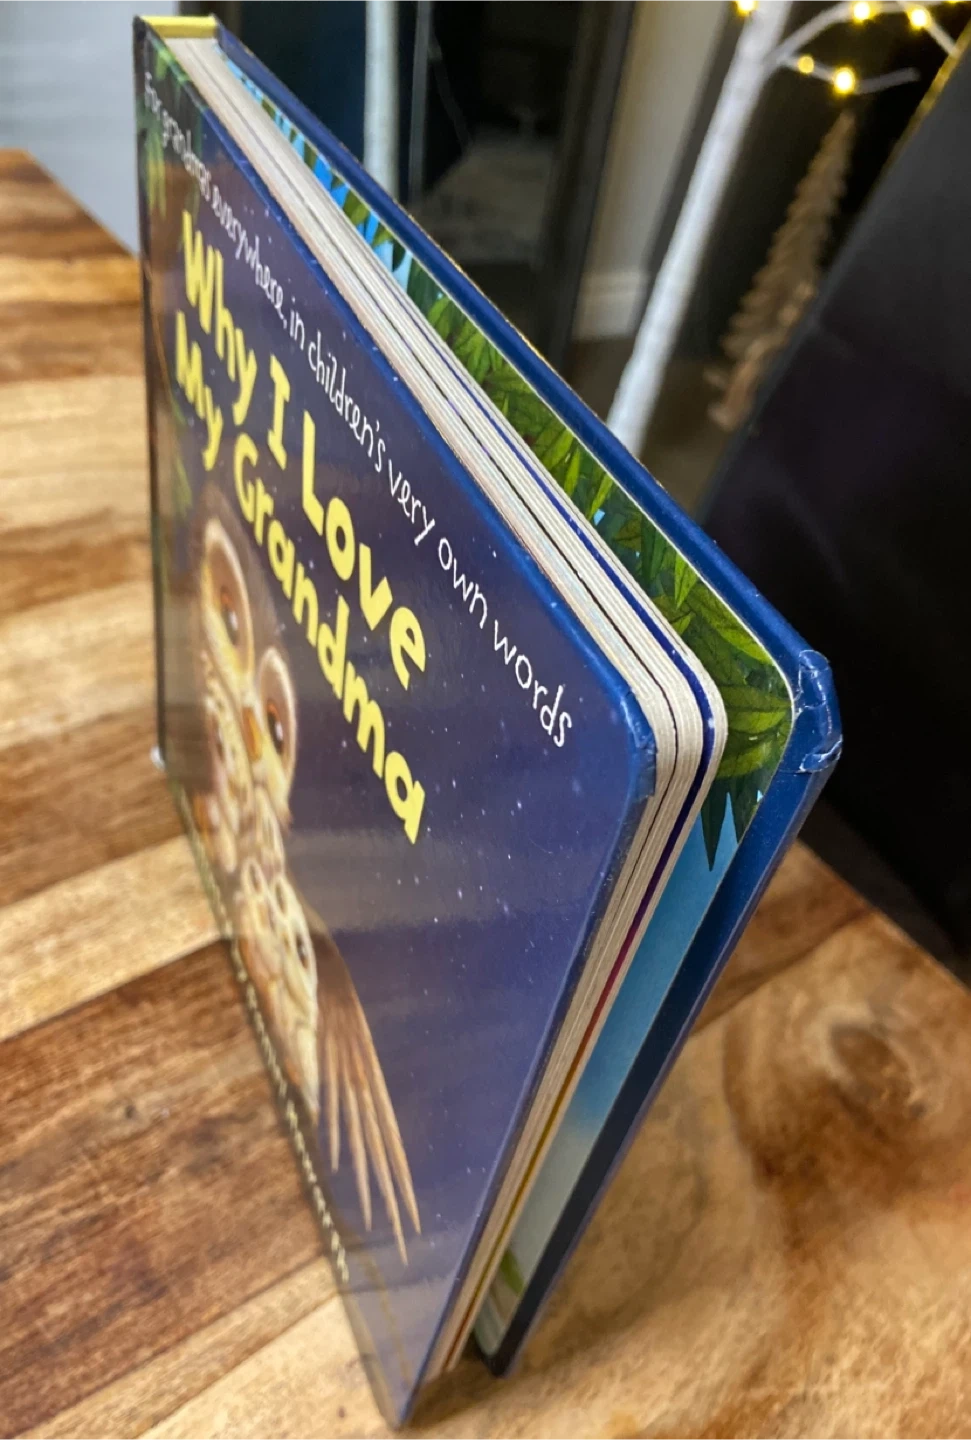 For grandmas everywhere, in children's very own words
Why I Love
My Grandma